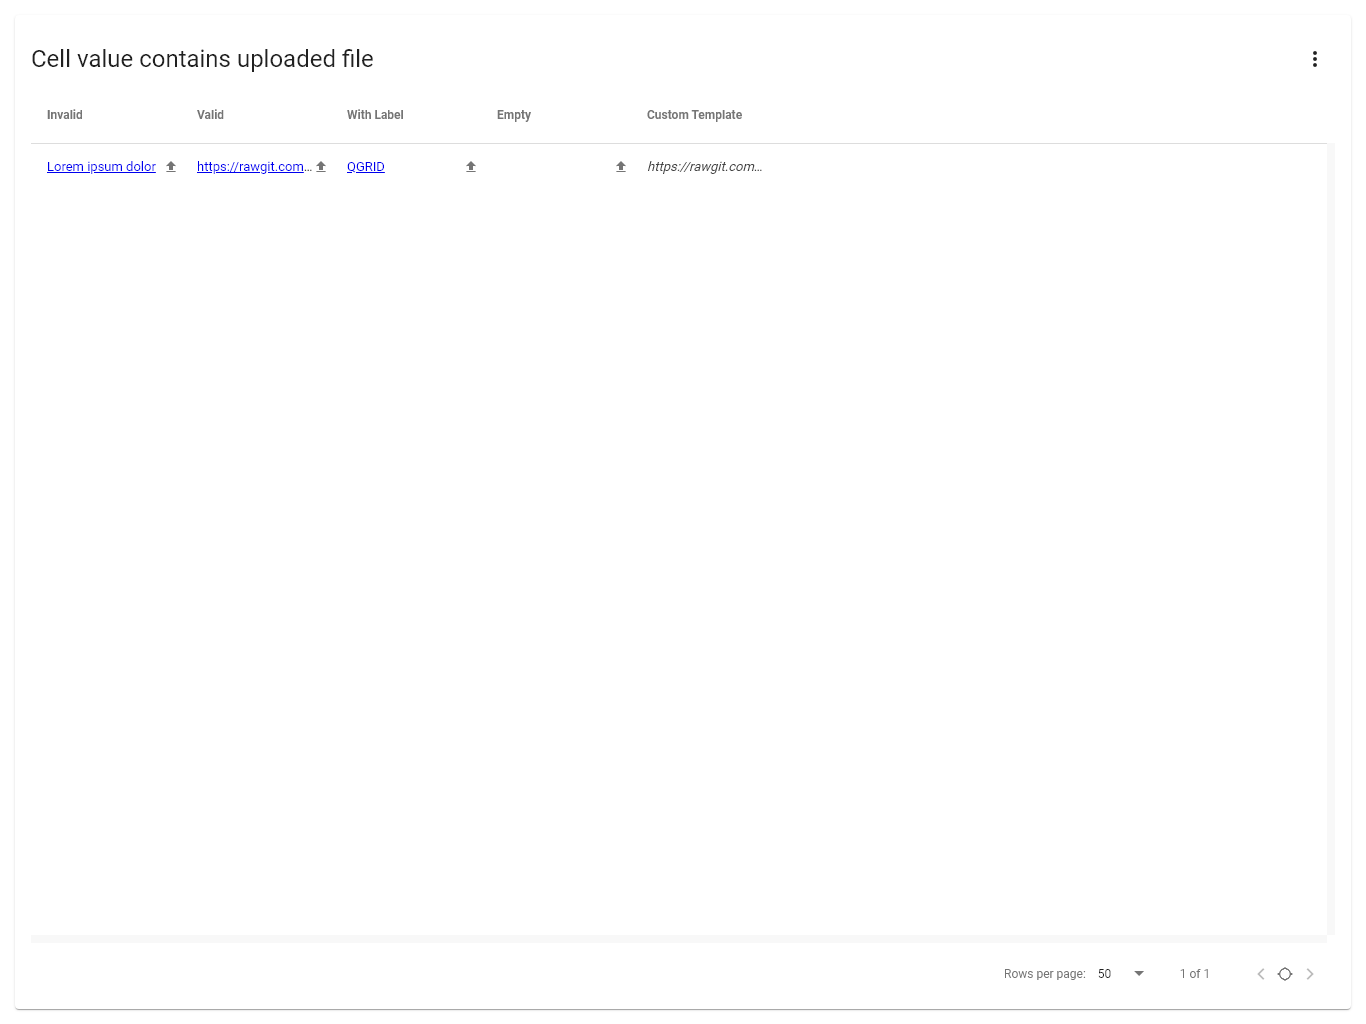 Cell value contains uploaded file
Invalid Valid With Label Empty Custom Template
Lorem ipsum dolor https://rawgit.com... QGRID https://rawgit.com...
Rows per page: 50 1 of 1